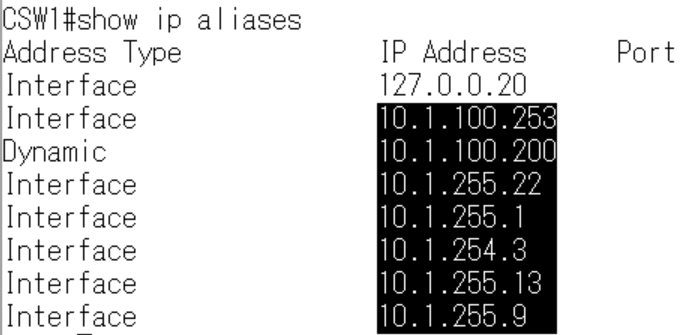 CSW1#show ip aliases
Address Type IP Address Port
Interface 127.0.0.20
Interface 10.1.100.253
Dynamic 10.1.100.200
Interface 10.1.255.22
Interface 10.1.255.1
Interface 10.1.254.3
Interface 10.1.255.13
Interface 10.1.255.9